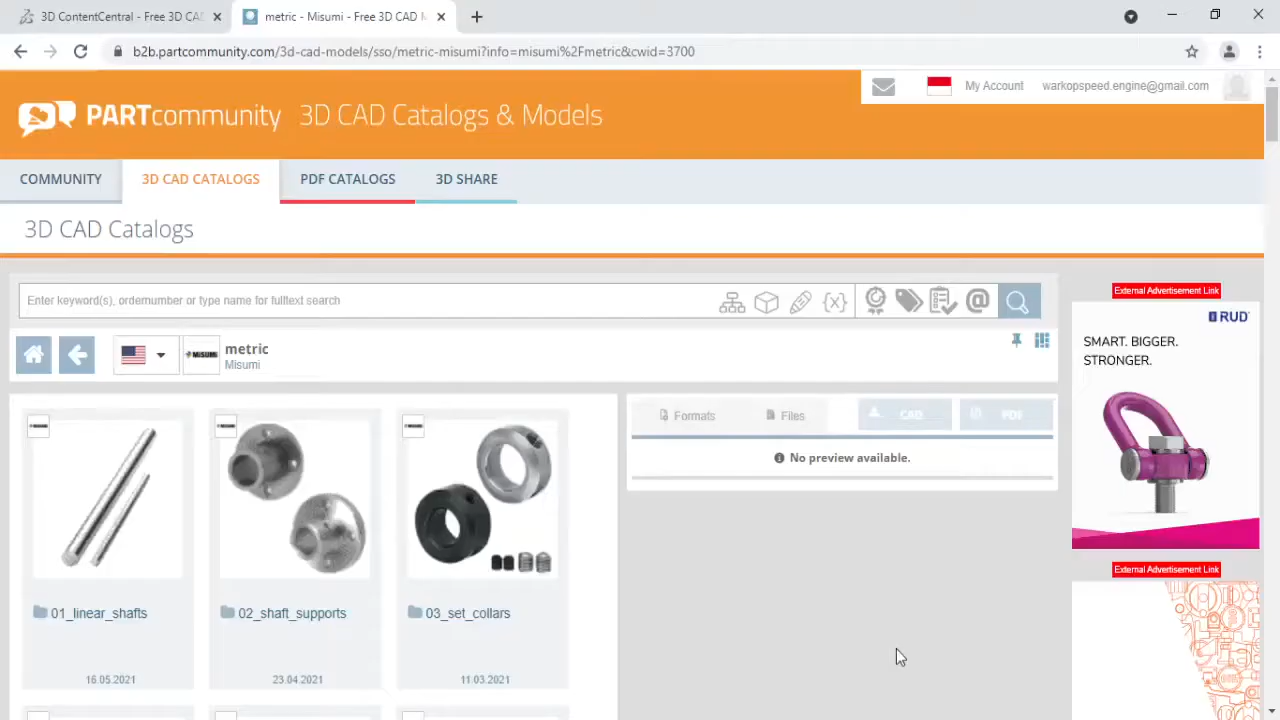 3D ContentCentral - Free 3D CAD
metric - Misumi - Free 3D CAD M
b2b.partcommunity.com/3d-cad-models/sso/metric-misumi?info=misumi%2Fmetric&cwid=3700
My Account
warkopspeed.engine@gmail.com
PARTcommunity
3D CAD Catalogs & Models
COMMUNITY
3D CAD CATALOGS
PDF CATALOGS
3D SHARE
3D CAD Catalogs
Enter keyword(s), ordernumber or type name for fulltext search
{x}
@
MiSUMi
metric
Misumi
Formats
Files
CAD
PDF
No preview available.
01_linear_shafts
16.05.2021
02_shaft_supports
23.04.2021
03_set_collars
11.03.2021
External Advertisement Link
RUD
SMART. BIGGER.
STRONGER.
External Advertisement Link